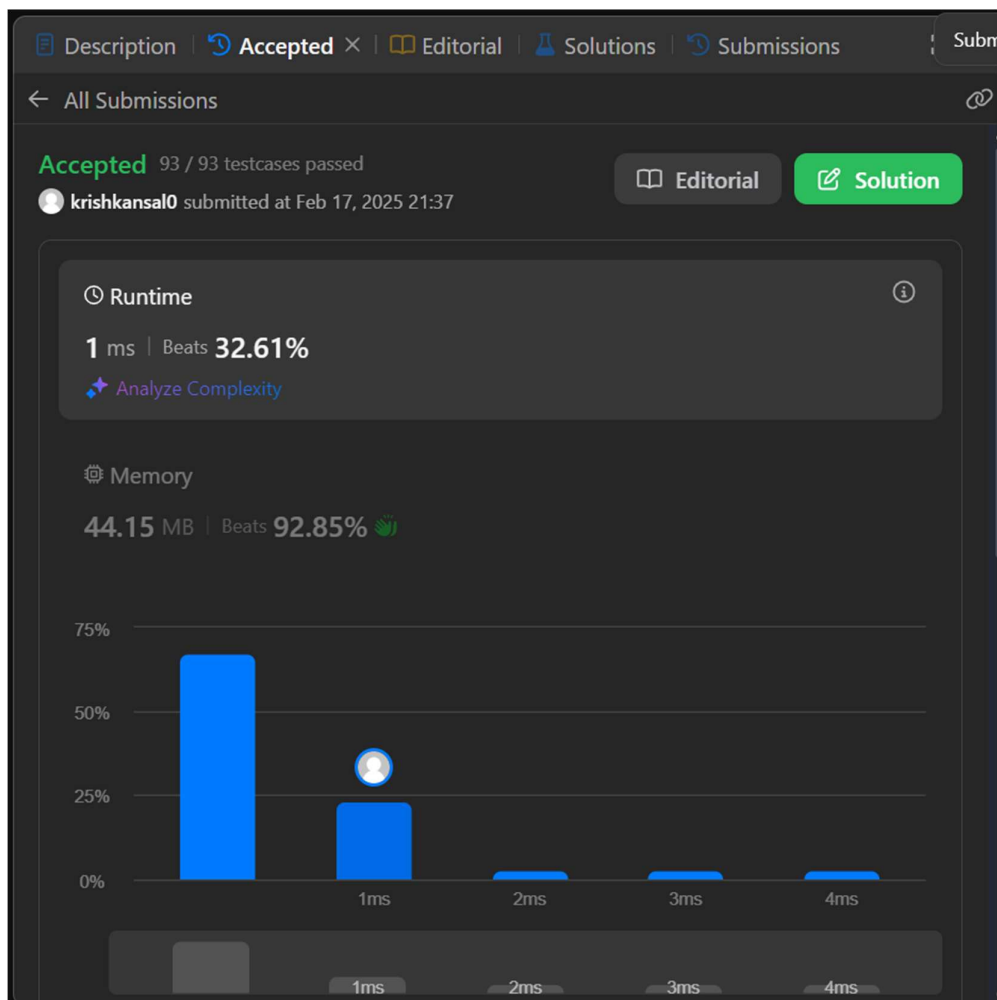 Description Accepted Editorial Solutions Submissions
All Submissions
Accepted 93 / 93 testcases passed
krishkansal0 submitted at Feb 17, 2025 21:37
Editorial Solution
Runtime
1 ms Beats 32.61%
Analyze Complexity
Memory
44.15 MB Beats 92.85%
75%
50%
25%
0%
1ms 2ms 3ms 4ms
1ms 2ms 3ms 4ms